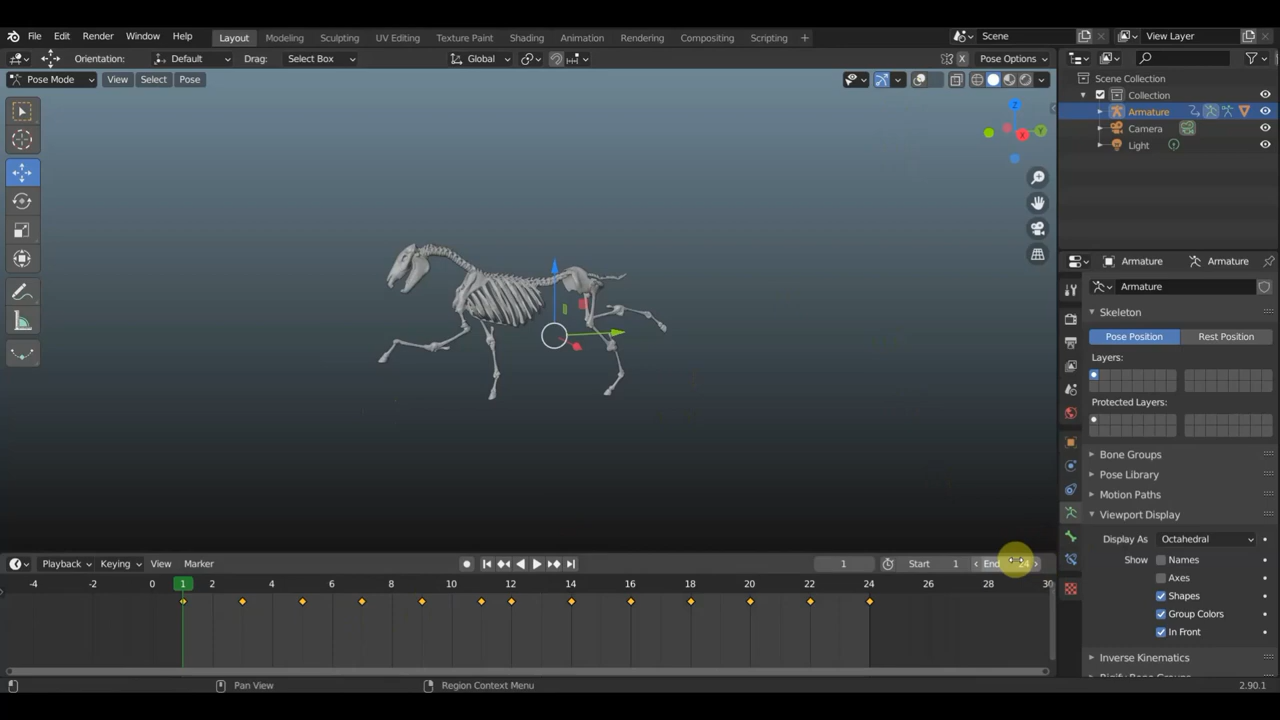 File Edit Render Window Help Layout Modeling Sculpting UV Editing Texture Paint Shading Animation Rendering Compositing Scripting + Scene View Layer
Orientation: Default Drag: Select Box Global X Pose Options
Pose Mode View Select Pose
Scene Collection
Collection
Armature
Camera
Light
Z
Y
X
Armature Armature
Armature
Skeleton
Pose Position Rest Position
Layers:
Protected Layers:
Bone Groups
Pose Library
Motion Paths
Viewport Display
Display As Octahedral
Show Names
Axes
Shapes
Group Colors
In Front
Inverse Kinematics
Playback Keying View Marker 1 Start 1 End 24
-4 -2 0 1 2 4 6 8 10 12 14 16 18 20 22 24 26 28 30
Pan View Region Context Menu 2.90.1